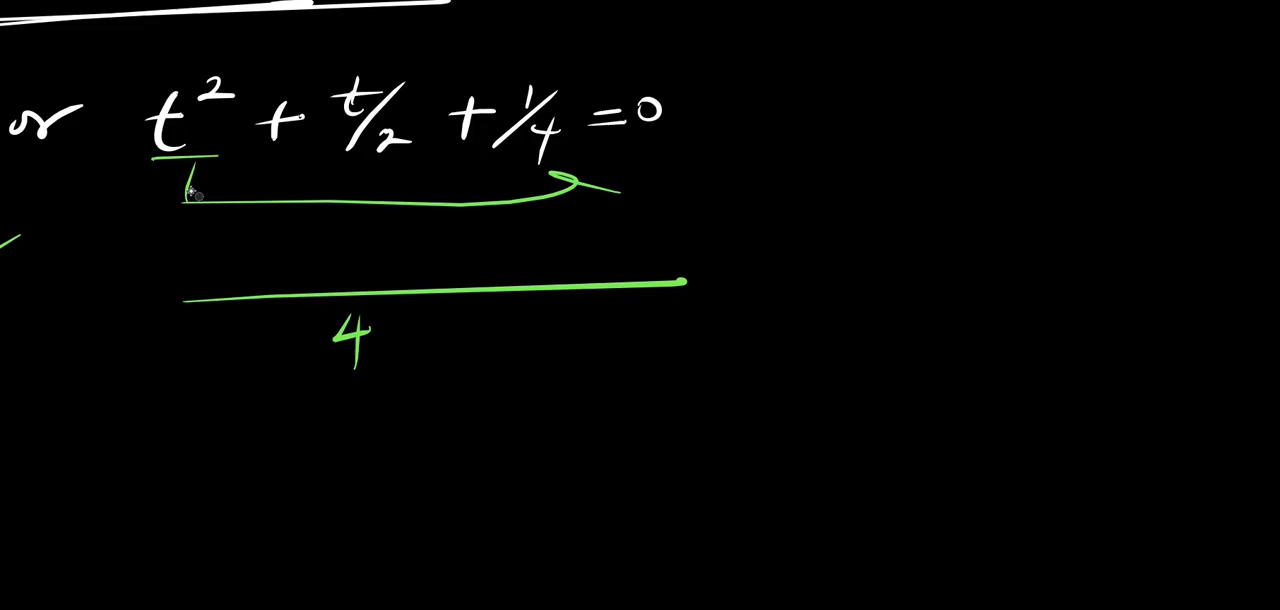 or t² + t/2 + 1/4 = 0
4